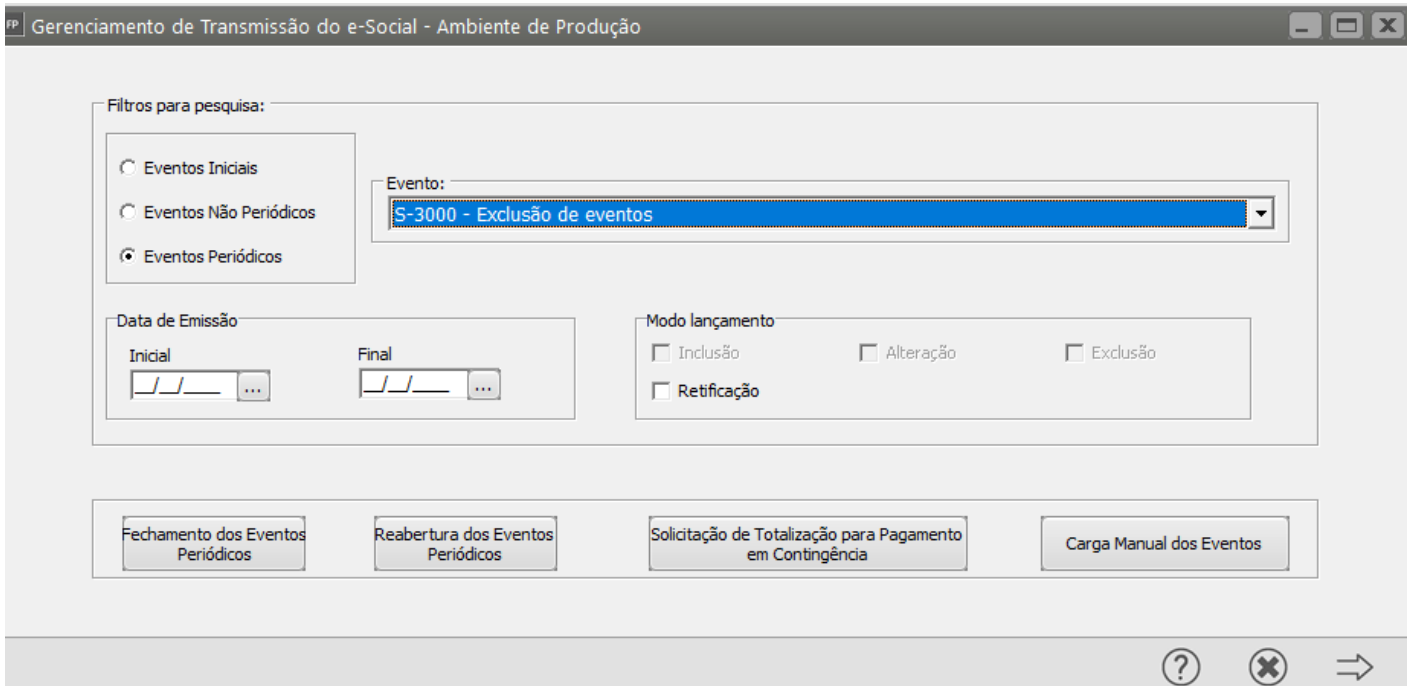 FP Gerenciamento de Transmissão do e-Social - Ambiente de Produção
Filtros para pesquisa:
Eventos Iniciais
Eventos Não Periódicos
Eventos Periódicos
Evento:
S-3000 - Exclusão de eventos
Data de Emissão
Inicial
Final
__/__/____ ...
__/__/____ ...
Modo lançamento
Inclusão
Alteração
Exclusão
Retificação
Fechamento dos Eventos
Periódicos
Reabertura dos Eventos
Periódicos
Solicitação de Totalização para Pagamento
em Contingência
Carga Manual dos Eventos
?